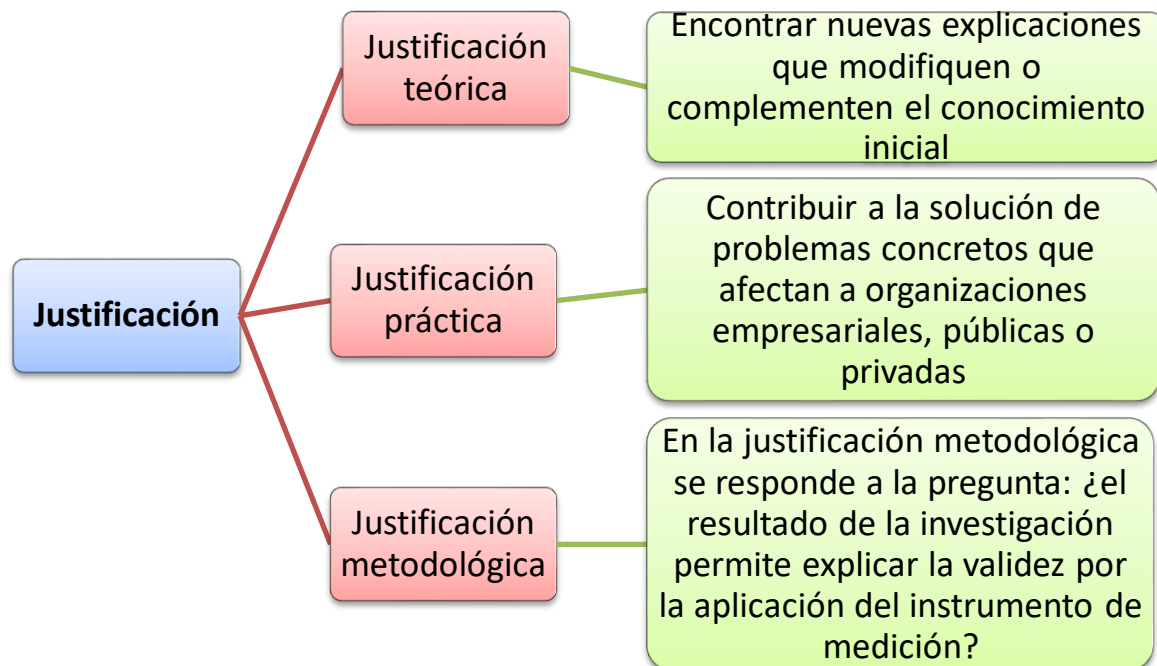 Justificación
Justificación
teórica
Encontrar nuevas explicaciones
que modifiquen o
complementen el conocimiento
inicial
Justificación
práctica
Contribuir a la solución de
problemas concretos que
afectan a organizaciones
empresariales, públicas o
privadas
Justificación
metodológica
En la justificación metodológica
se responde a la pregunta: ¿el
resultado de la investigación
permite explicar la validez por
la aplicación del instrumento de
medición?